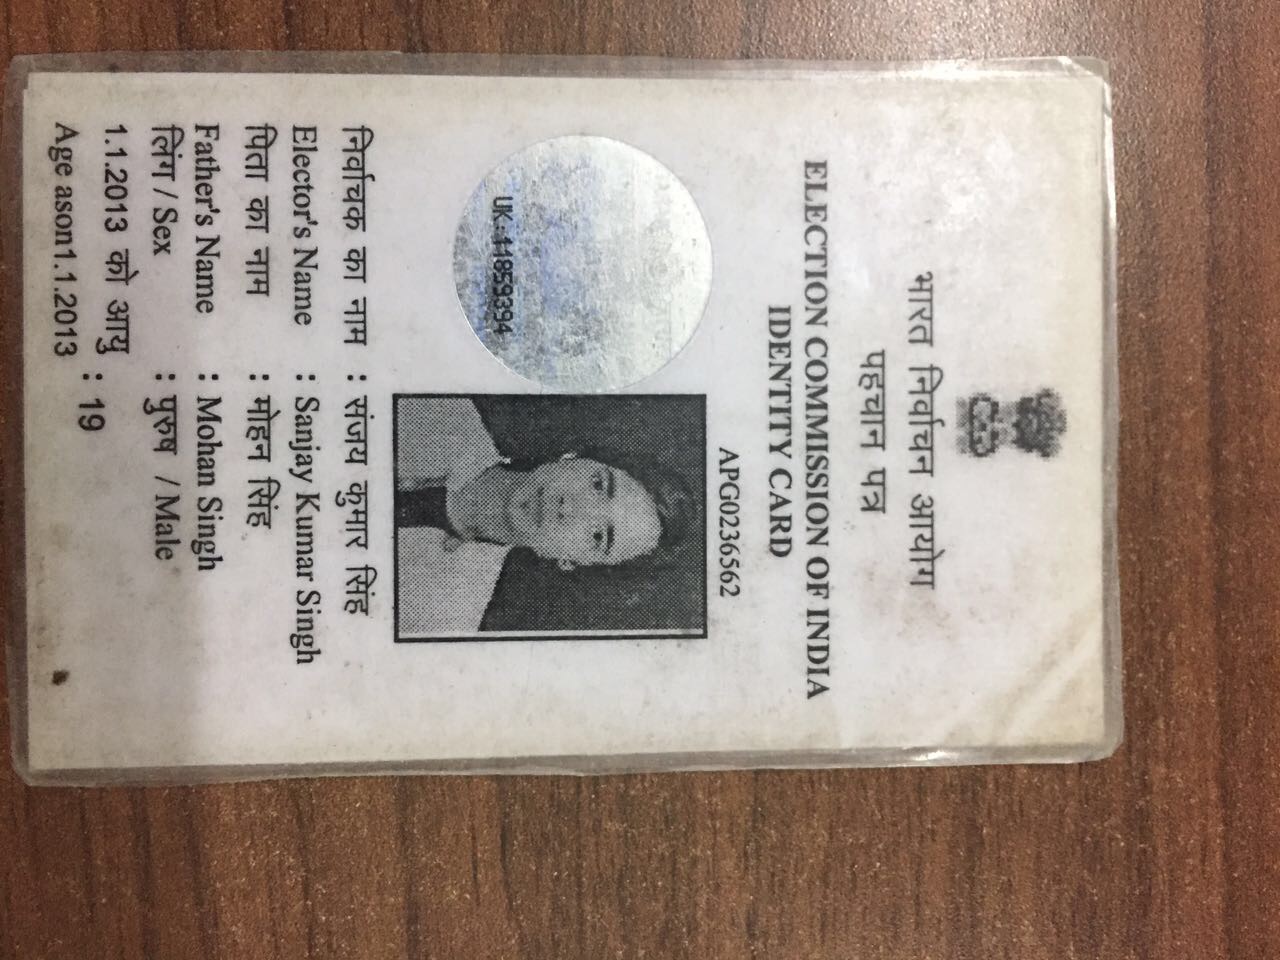 भारत निर्वाचन आयोग
पहचान पत्र
ELECTION COMMISSION OF INDIA
IDENTITY CARD
APG0236562
UK:11859394
निर्वाचक का नाम : संजय कुमार सिंह
Elector's Name : Sanjay Kumar Singh
पिता का नाम : मोहन सिंह
Father's Name : Mohan Singh
लिंग / Sex : पुरुष / Male
1.1.2013 को आयु : 19
Age ason1.1.2013